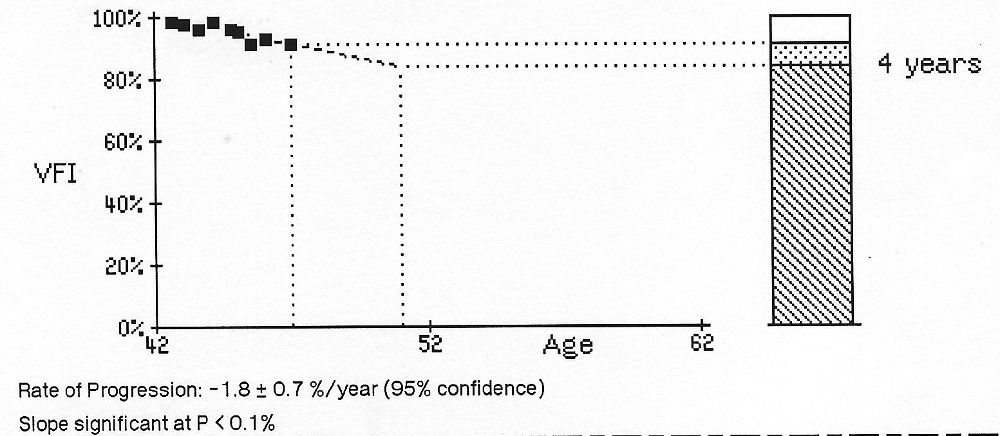 100%
80%
60%
VFI
40%
20%
0%
42 52 Age 62
4 years
Rate of Progression: -1.8 ± 0.7 %/year (95% confidence)
Slope significant at P < 0.1%